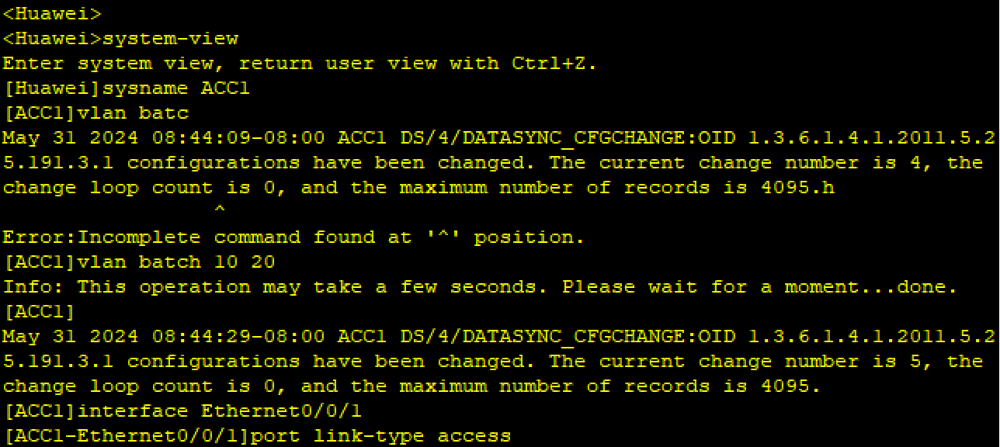 <Huawei>
<Huawei>system-view
Enter system view, return user view with Ctrl+Z.
[Huawei]sysname ACC1
[ACC1]vlan batc
May 31 2024 08:44:09-08:00 ACC1 DS/4/DATASYNC_CFGCHANGE:OID 1.3.6.1.4.1.2011.5.2
5.191.3.1 configurations have been changed. The current change number is 4, the
change loop count is 0, and the maximum number of records is 4095.h
^
Error:Incomplete command found at '^' position.
[ACC1]vlan batch 10 20
Info: This operation may take a few seconds. Please wait for a moment...done.
[ACC1]
May 31 2024 08:44:29-08:00 ACC1 DS/4/DATASYNC_CFGCHANGE:OID 1.3.6.1.4.1.2011.5.2
5.191.3.1 configurations have been changed. The current change number is 5, the
change loop count is 0, and the maximum number of records is 4095.
[ACC1]interface Ethernet0/0/1
[ACC1-Ethernet0/0/1]port link-type access